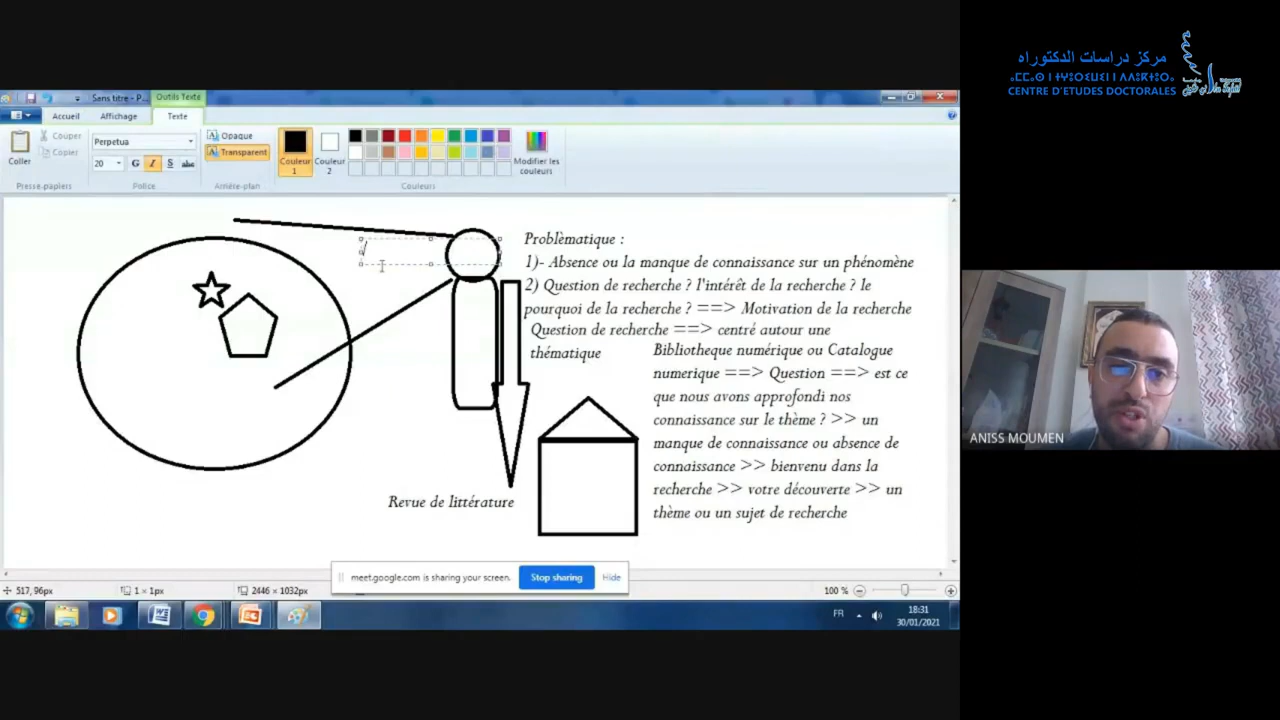 مركز دراسات الدكتوراه
CENTRE D'ETUDES DOCTORALES
Sans titre - P...
Outils Texte
Accueil
Affichage
Texte
Coller
Couper
Copier
Presse-papiers
Perpetua
20
G
I
S
abc
Police
Opaque
Transparent
Arrière-plan
Couleur 1
Couleur 2
Modifier les couleurs
Couleurs
Problèmatique :
1)- Absence ou la manque de connaissance sur un phénomène
2) Question de recherche ? l'intérêt de la recherche ? le
pourquoi de la recherche ? ==> Motivation de la recherche
Question de recherche ==> centré autour une
thématique
Bibliotheque numérique ou Catalogue
numerique ==> Question ==> est ce
que nous avons approfondi nos
connaissance sur le thème ? >> un
manque de connaissance ou absence de
connaissance >> bienvenu dans la
recherche >> votre découverte >> un
thème ou un sujet de recherche
Revue de littérature
ANISS MOUMEN
meet.google.com is sharing your screen.
Stop sharing
Hide
517, 96px
1 × 1px
2446 × 1032px
100 %
FR
18:31
30/01/2021